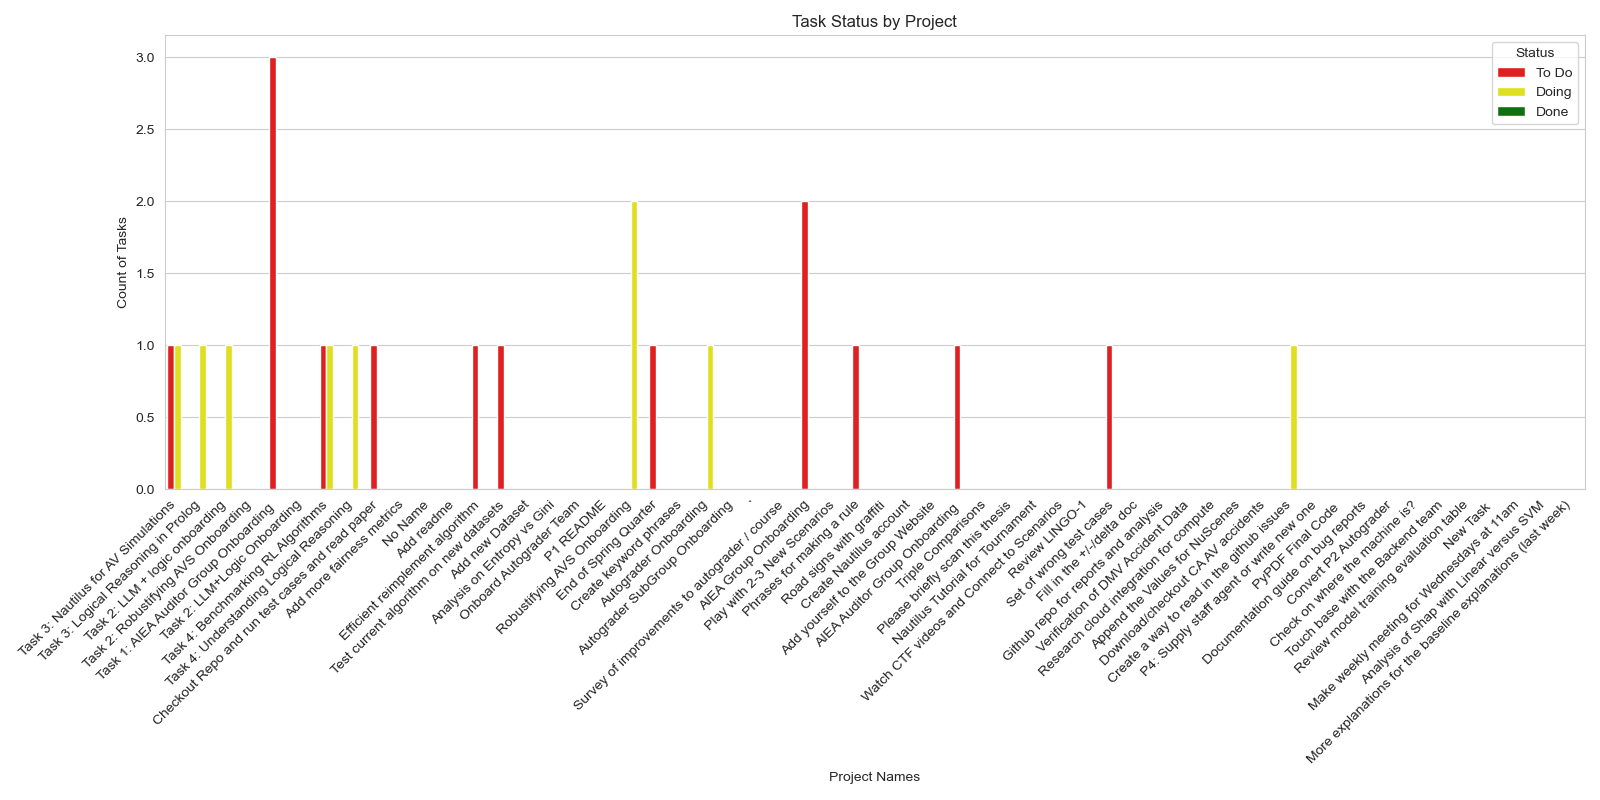 Task Status by Project
Status
To Do
Doing
Done
Count of Tasks
3.0
2.5
2.0
1.5
1.0
0.5
0.0
Task 3: Nautilus for AV Simulations
Task 3: Logical Reasoning in Prolog
Task 2: LLM + logic onboarding
Task 2: Robustifying AVS Onboarding
Task 1: AIEA Auditor Group Onboarding
Task 2: LLM+Logic Onboarding
Task 4: Benchmarking RL Algorithms
Task 4: Understanding Logical Reasoning
Checkout Repo and run test cases and read paper
Add more fairness metrics
No Name
Add readme
Efficient reimplement algorithm
Test current algorithm on new datasets
Add new Dataset
Analysis on Entropy vs Gini
Onboard Autograder Team
P1 README
Robustifying AVS Onboarding
End of Spring Quarter
Create keyword phrases
Autograder Onboarding
Autograder SubGroup Onboarding
.
Survey of improvements to autograder / course
AIEA Group Onboarding
Play with 2-3 New Scenarios
Phrases for making a rule
Road signs with graffiti
Create Nautilus account
Add yourself to the Group Website
AIEA Auditor Group Onboarding
Triple Comparisons
Please briefly scan this thesis
Nautilus Tutorial for Tournament
Watch CTF videos and Connect to Scenarios
Review LINGO-1
Set of wrong test cases
Fill in the +/-/delta doc
Github repo for reports and analysis
Verification of DMV Accident Data
Research cloud integration for compute
Append the Values for NuScenes
Download/checkout CA AV accidents
Create a way to read in the github issues
P4: Supply staff agent or write new one
PyPDF Final Code
Documentation guide on bug reports
Convert P2 Autograder
Check on where the machine is?
Touch base with the Backend team
Review model training evaluation table
New Task
Make weekly meeting for Wednesdays at 11am
Analysis of Shap with Linear versus SVM
More explanations for the baseline explanations (last week)
Project Names